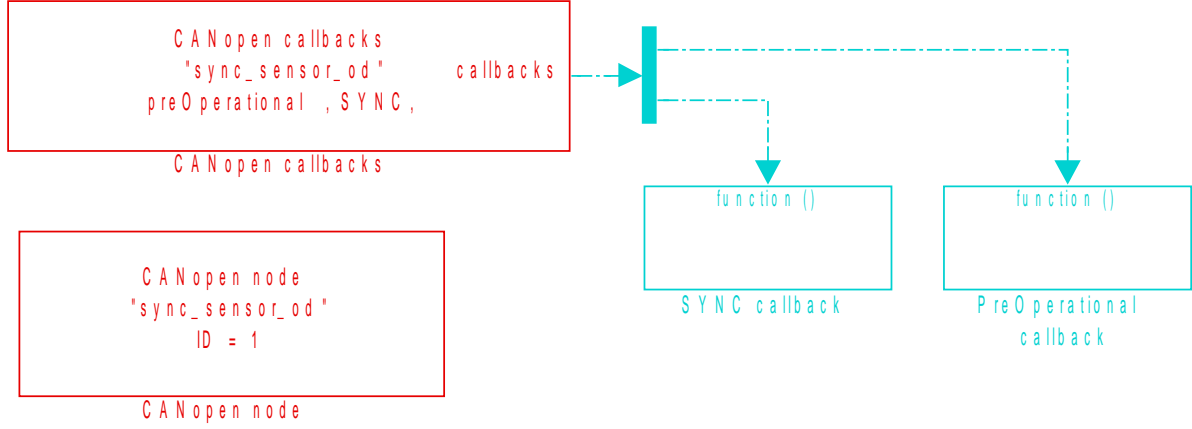 CANopen callbacks
"sync_sensor_od"
preOperational ,SYNC,
callbacks
CANopen callbacks
function ()
function ()
SYNC callback
PreOperational
callback
CANopen node
"sync_sensor_od"
ID = 1
CANopen node